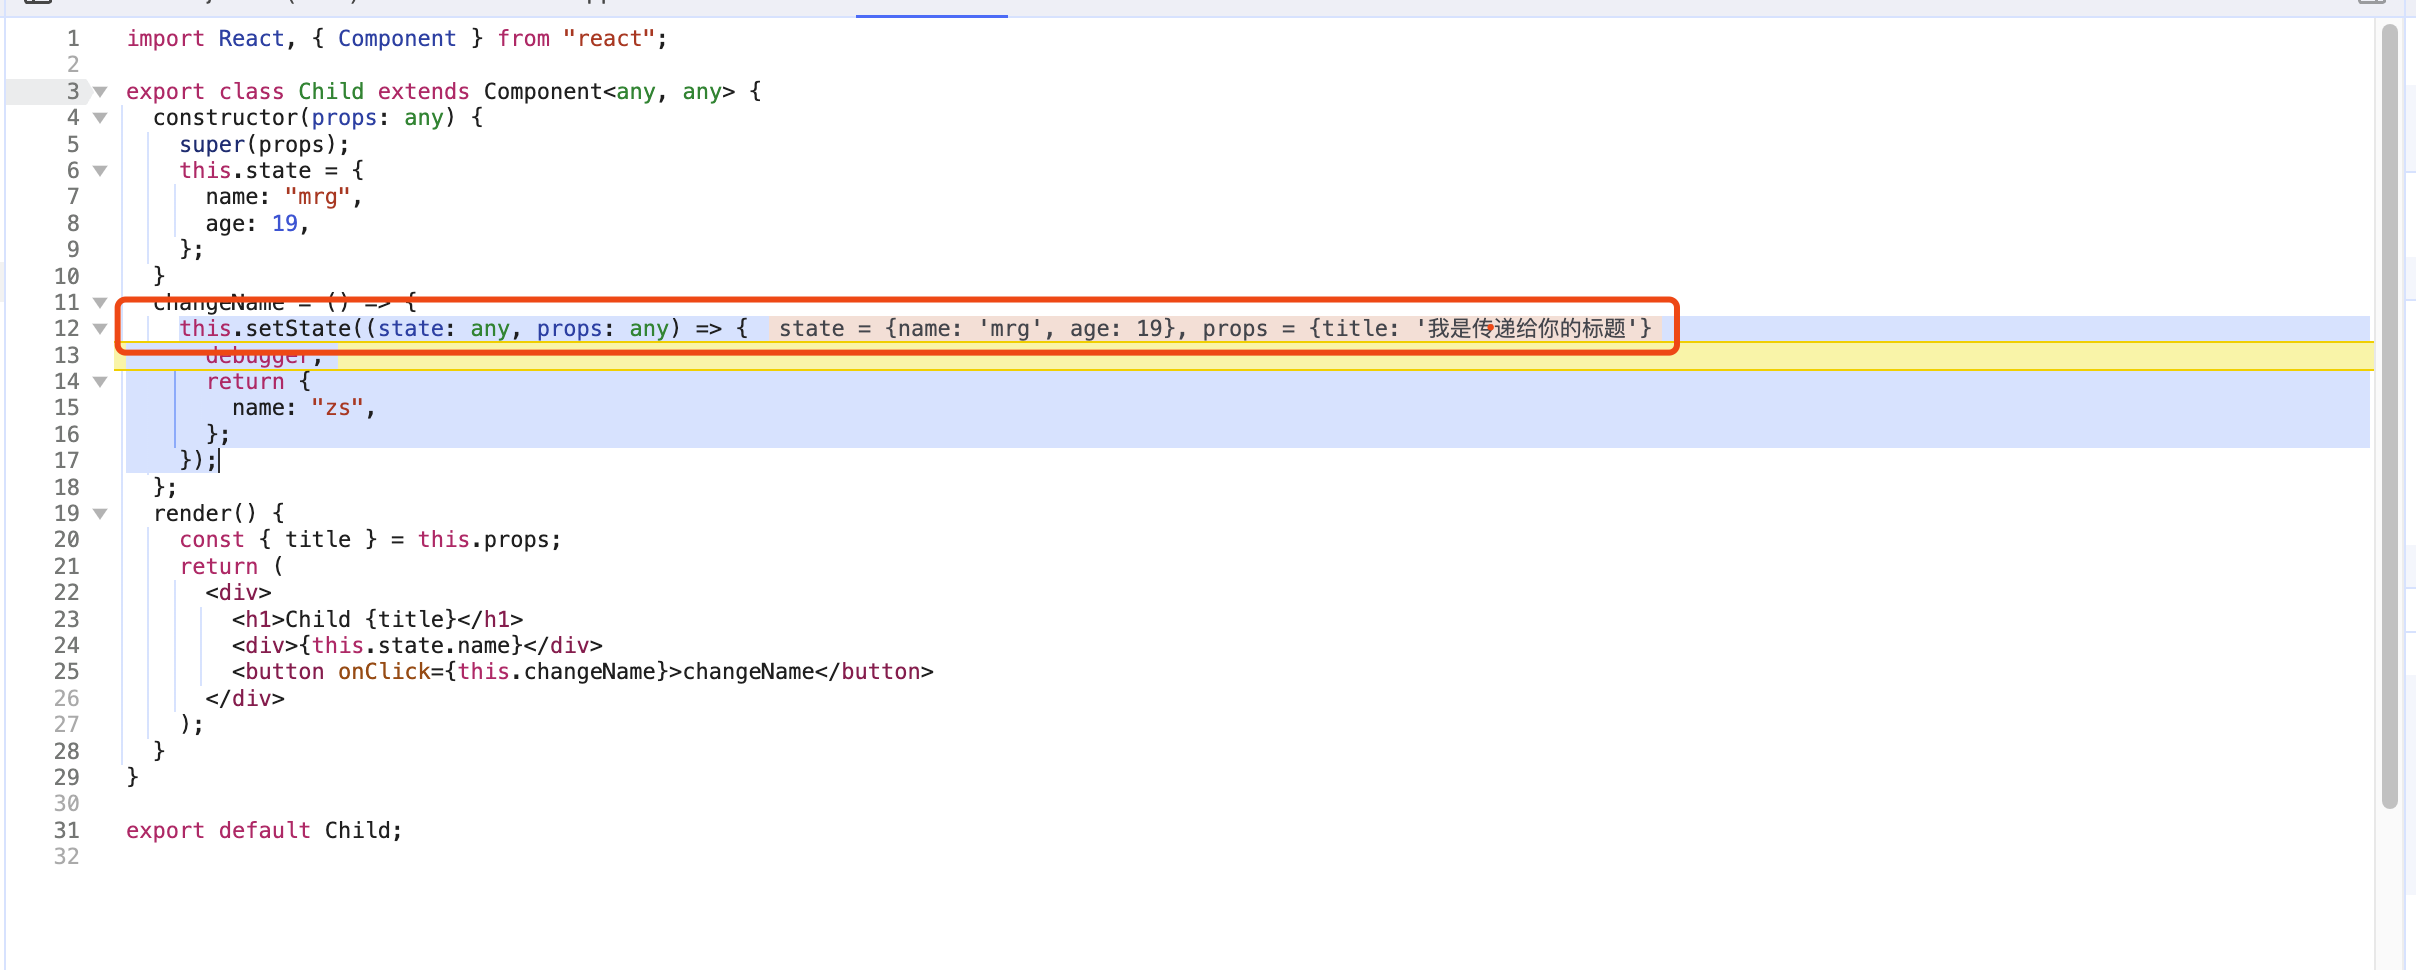 1 import React, { Component } from "react";
2
3 export class Child extends Component<any, any> {
4 constructor(props: any) {
5 super(props);
6 this.state = {
7 name: "mrg",
8 age: 19,
9 };
10 }
11 changeName = () => {
12 this.setState((state: any, props: any) => { state = {name: 'mrg', age: 19}, props = {title: '我是传递给你的标题'}
13 debugger;
14 return {
15 name: "zs",
16 };
17 });
18 };
19 render() {
20 const { title } = this.props;
21 return (
22 <div>
23 <h1>Child {title}</h1>
24 <div>{this.state.name}</div>
25 <button onClick={this.changeName}>changeName</button>
26 </div>
27 );
28 }
29 }
30
31 export default Child;
32